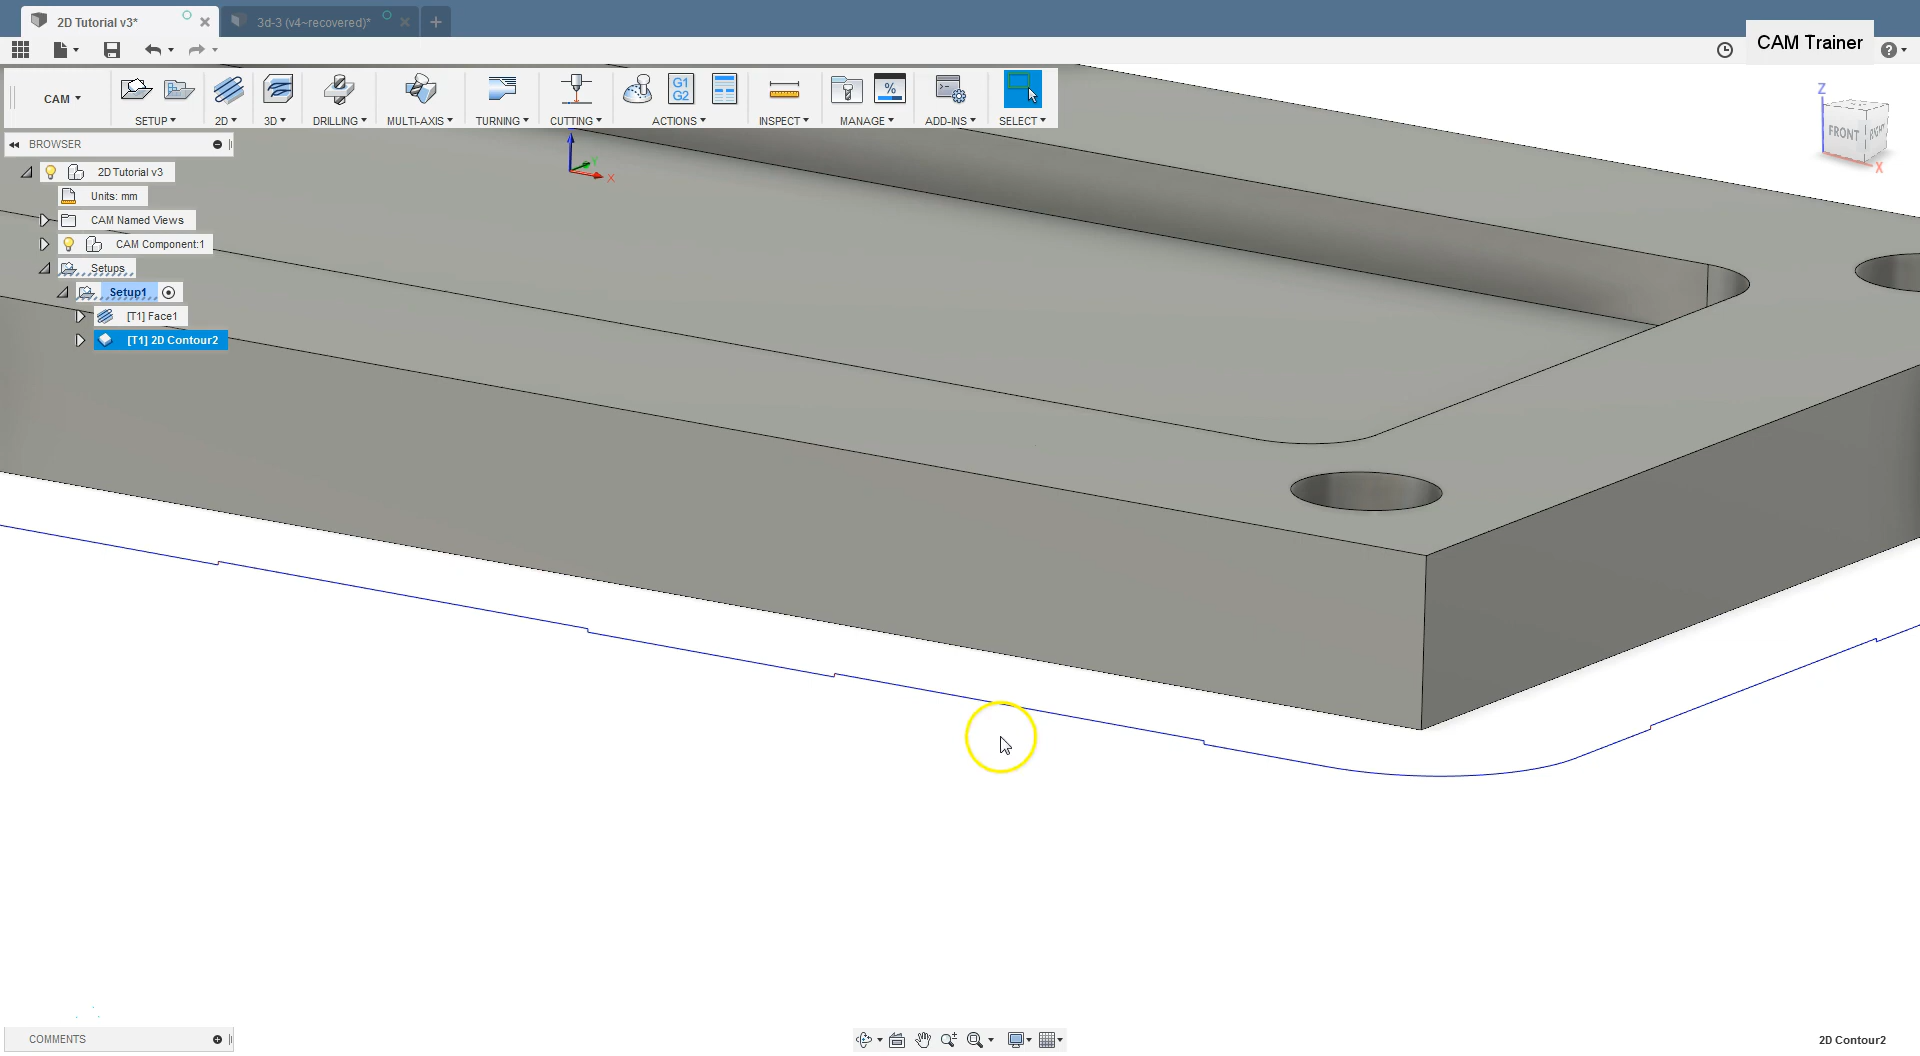 2D Tutorial v3*
3d-3 (v4~recovered)*
CAM Trainer
CAM
SETUP
2D
3D
DRILLING
MULTI-AXIS
TURNING
CUTTING
G1
G2
ACTIONS
INSPECT
%
MANAGE
ADD-INS
SELECT
Z
FRONT
RIGHT
X
BROWSER
2D Tutorial v3
Units: mm
CAM Named Views
CAM Component:1
Setups
Setup1
[T1] Face1
[T1] 2D Contour2
Y
X
COMMENTS
2D Contour2